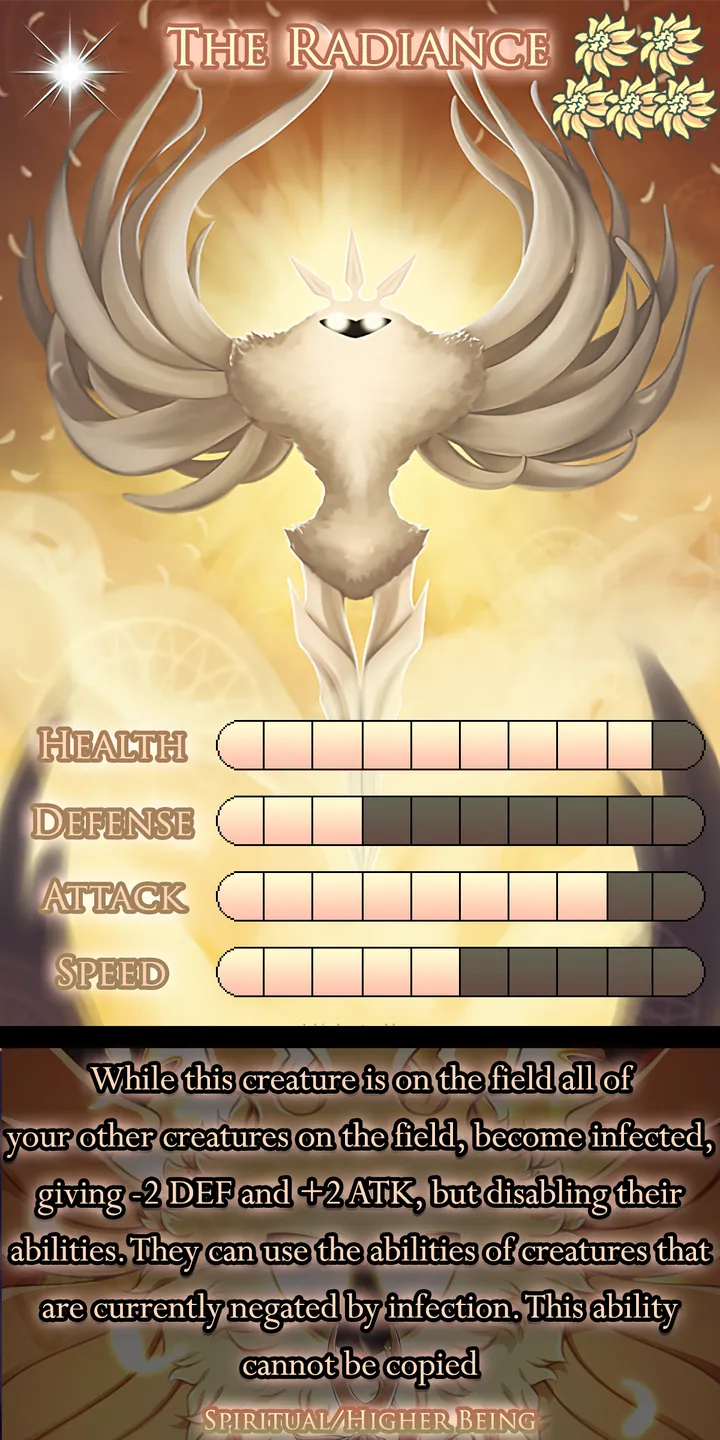 THE RADIANCE
HEALTH
DEFENSE
ATTACK
SPEED
While this creature is on the field all of
your other creatures on the field, become infected,
giving -2 DEF and +2 ATK, but disabling their
abilities. They can use the abilities of creatures that
are currently negated by infection. This ability
cannot be copied
SPIRITUAL/HIGHER BEING